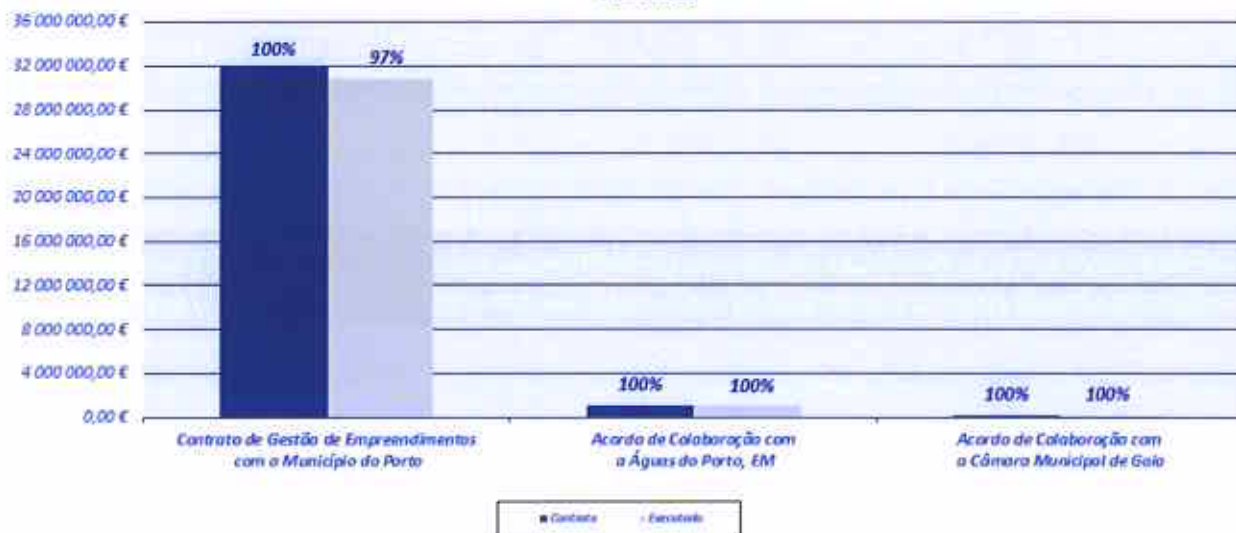 36 000 000,00 €
32 000 000,00 €
28 000 000,00 €
24 000 000,00 €
20 000 000,00 €
16 000 000,00 €
12 000 000,00 €
8 000 000,00 €
4 000 000,00 €
0,00 €
100% 97%
100% 100%
100% 100%
Contrato de Gestão de Empreendimentos
com o Município do Porto
Acordo de Colaboração com
a Águas do Porto, EM
Acordo de Colaboração com
a Câmara Municipal de Gaia
Contrato Executado